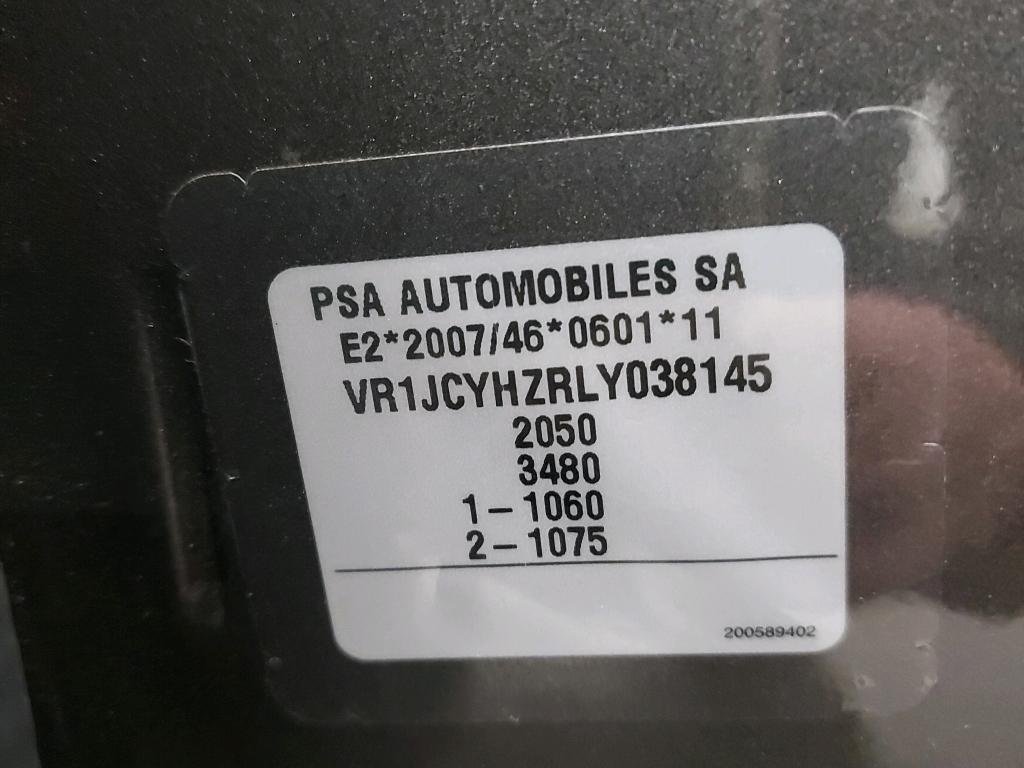 PSA AUTOMOBILES SA
E2*2007/46*0601*11
VR1JCYHZRLY038145
2050
3480
1-1060
2-1075
200589402